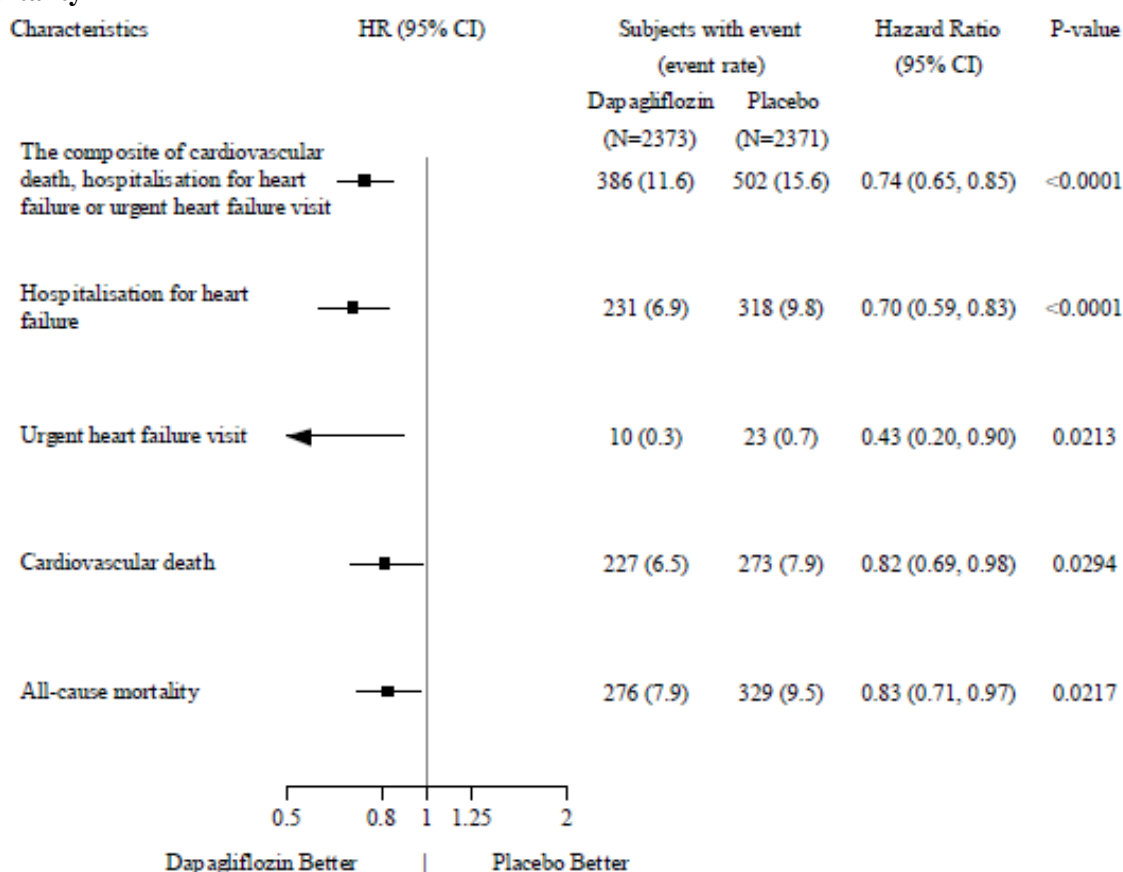 Characteristics HR (95% CI) Subjects with event Hazard Ratio P-value
(event rate) (95% CI)
Dapagliflozin Placebo
(N=2373) (N=2371)
The composite of cardiovascular
death, hospitalisation for heart 386 (11.6) 502 (15.6) 0.74 (0.65, 0.85) <0.0001
failure or urgent heart failure visit
Hospitalisation for heart
failure 231 (6.9) 318 (9.8) 0.70 (0.59, 0.83) <0.0001
Urgent heart failure visit 10 (0.3) 23 (0.7) 0.43 (0.20, 0.90) 0.0213
Cardiovascular death 227 (6.5) 273 (7.9) 0.82 (0.69, 0.98) 0.0294
All-cause mortality 276 (7.9) 329 (9.5) 0.83 (0.71, 0.97) 0.0217
0.5 0.8 1 1.25 2
Dapagliflozin Better | Placebo Better